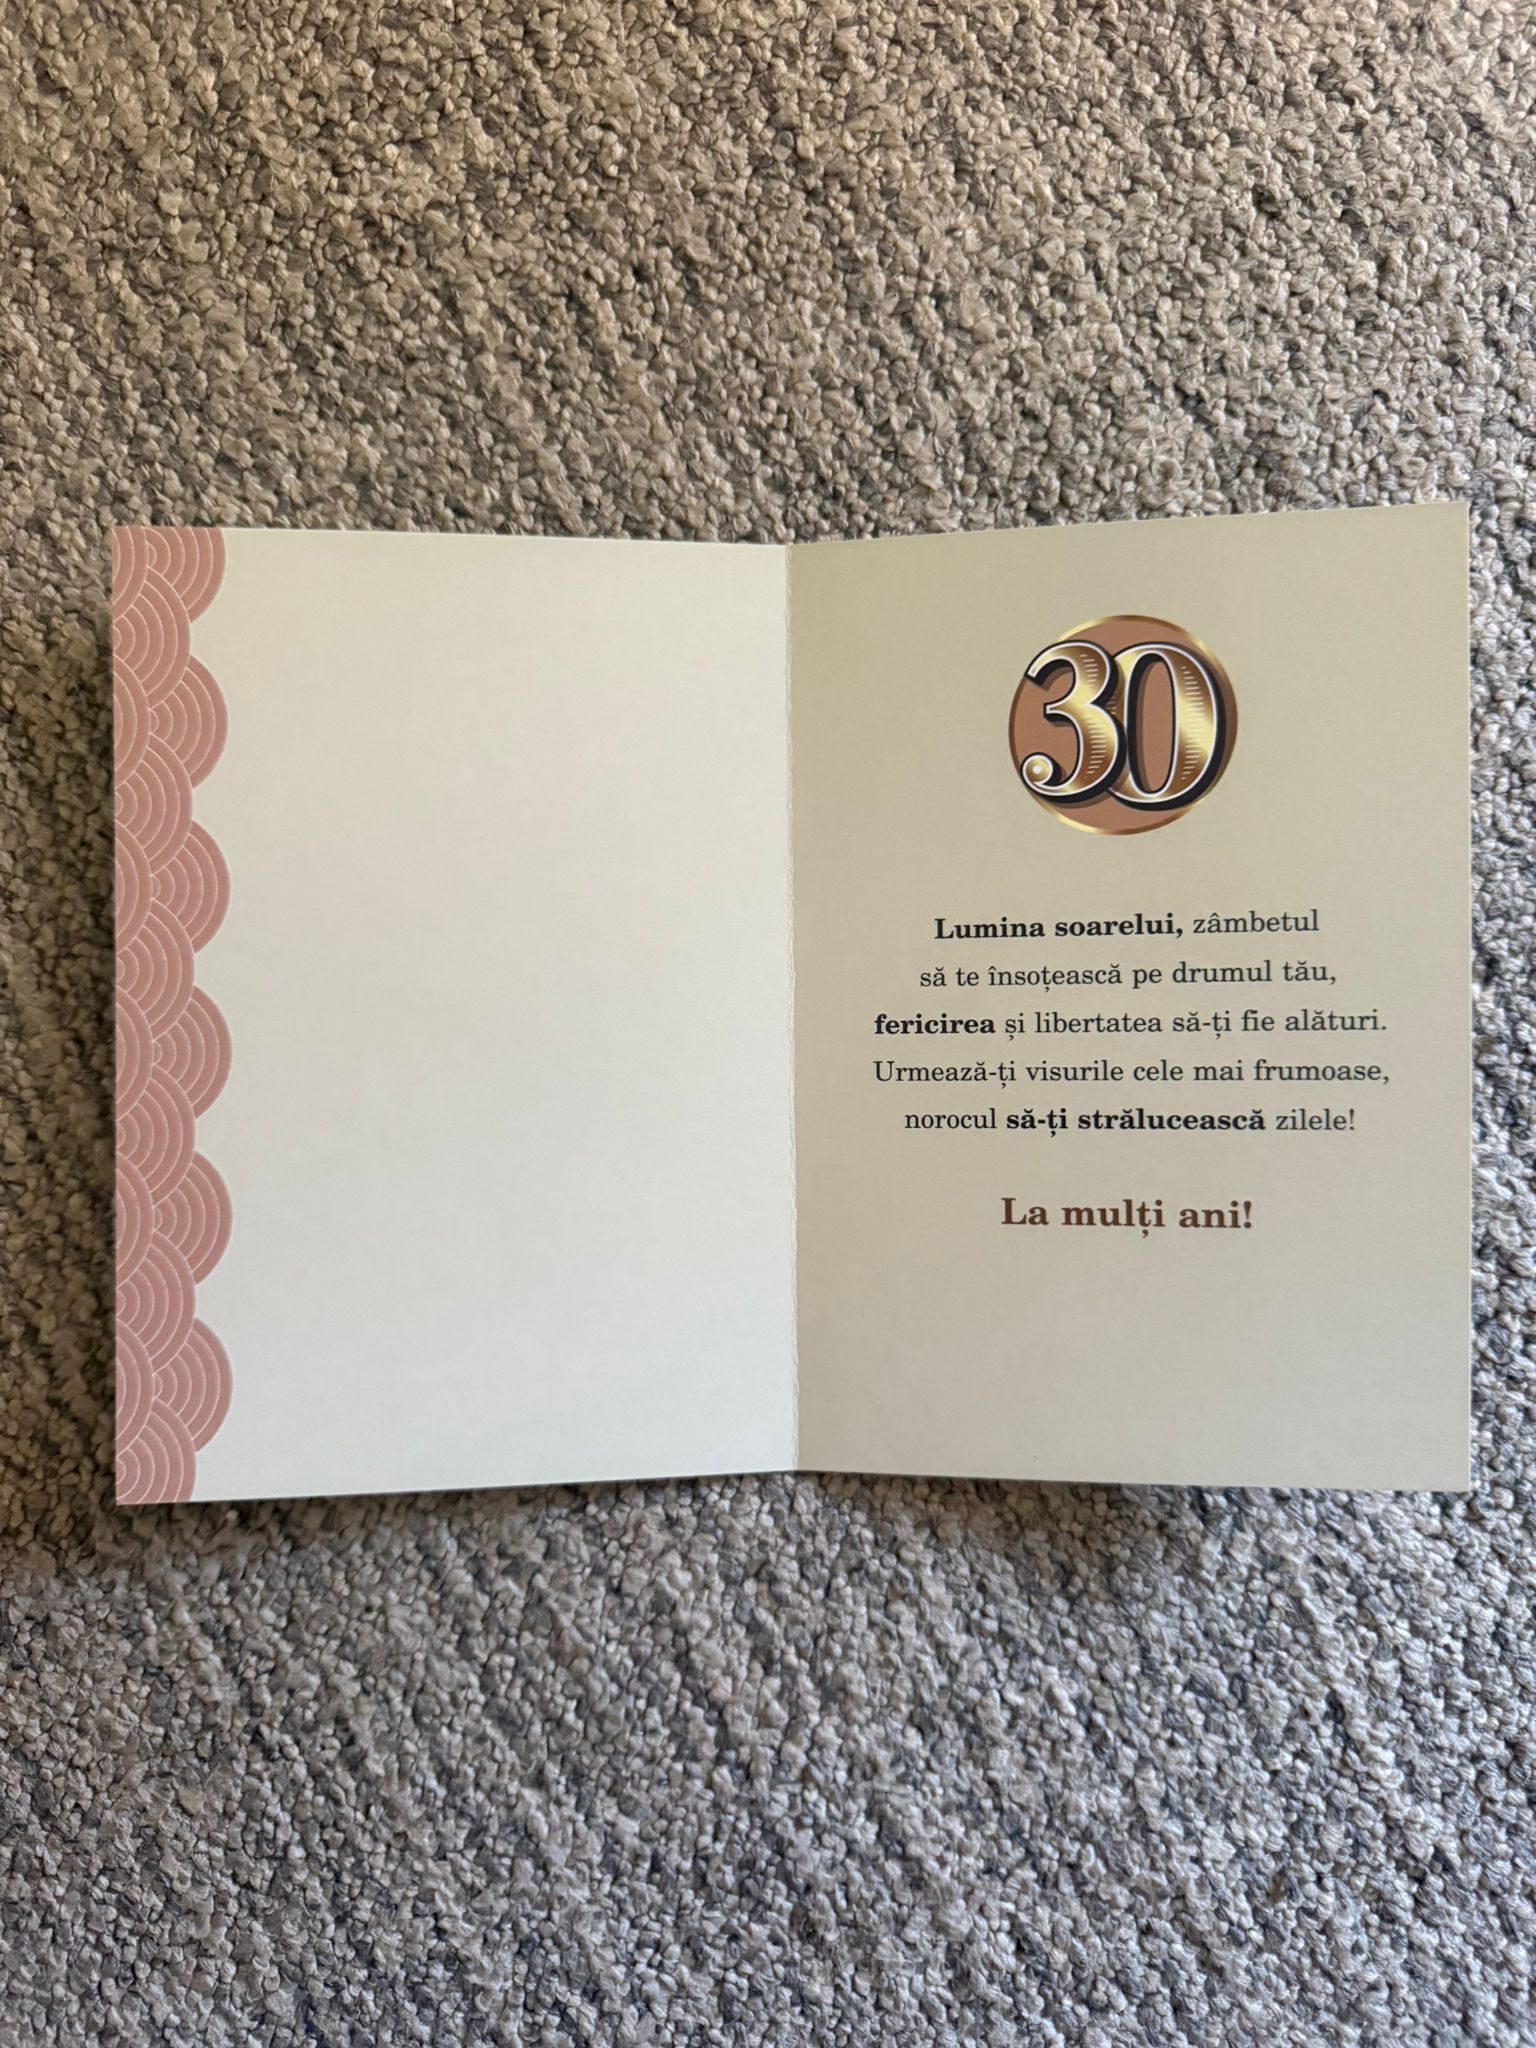 30
Lumina soarelui, zâmbetul
să te însoțească pe drumul tău,
fericirea și libertatea să-ți fie alături.
Urmează-ți visurile cele mai frumoase,
norocul să-ți strălucească zilele!
La mulți ani!